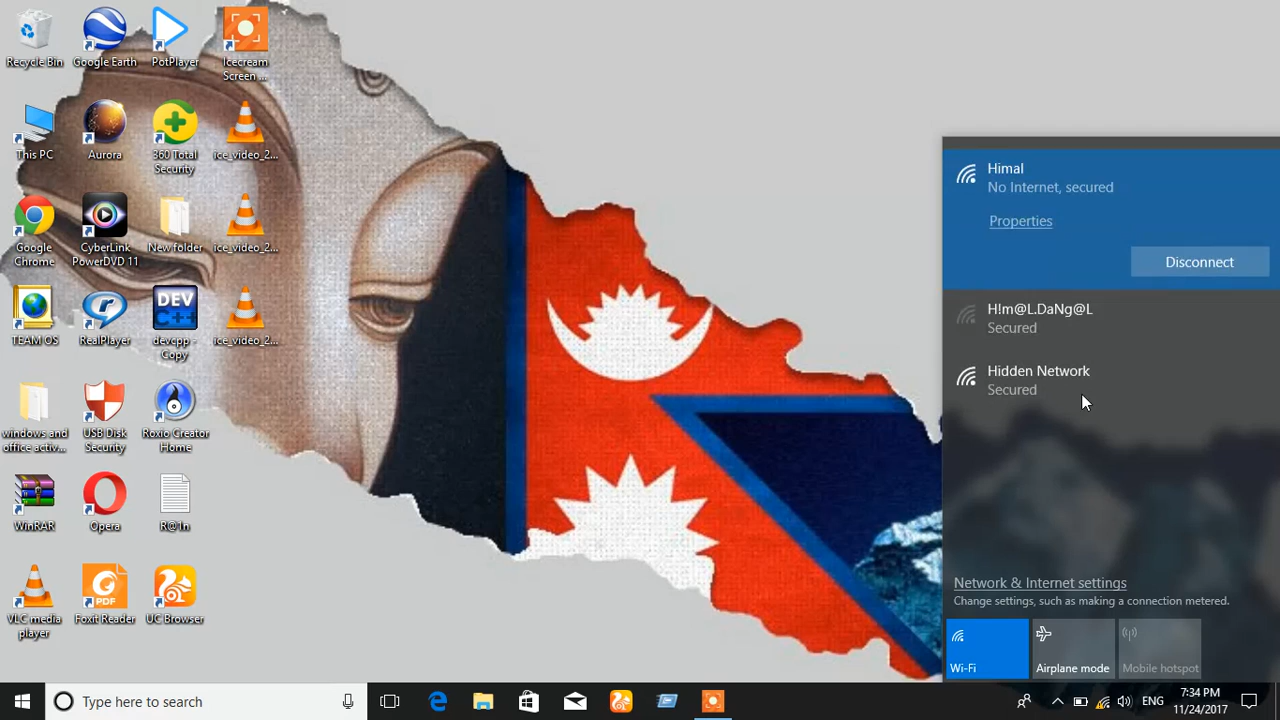 Recycle Bin
Google Earth
PotPlayer
Icecream
Screen ...
This PC
Aurora
360 Total
Security
ice_video_2...
Google
Chrome
CyberLink
PowerDVD 11
New folder
ice_video_2...
TEAM OS
RealPlayer
DEV
C++
devcpp -
Copy
ice_video_2...
windows and
office activ...
USB Disk
Security
Roxio Creator
Home
WinRAR
Opera
R@1n
VLC media
player
PDF
Foxit Reader
UC Browser
Himal
No Internet, secured
Properties
Disconnect
H!m@L.DaNg@L
Secured
Hidden Network
Secured
Network & Internet settings
Change settings, such as making a connection metered.
Wi-Fi
Airplane mode
Mobile hotspot
Type here to search
ENG
7:34 PM
11/24/2017